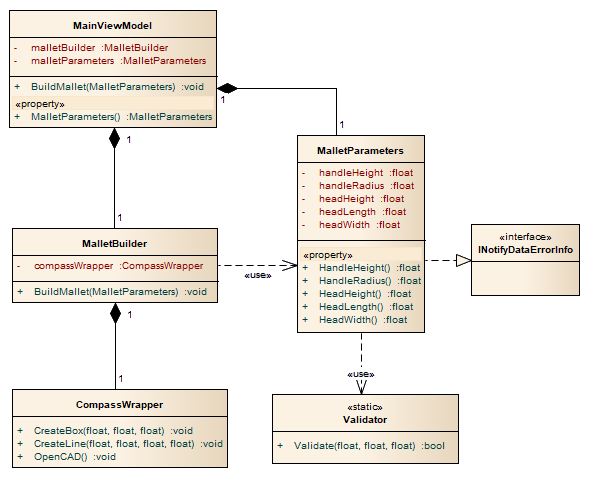 MainViewModel
- malletBuilder :MalletBuilder
- malletParameters :MalletParameters
+ BuildMallet(MalletParameters) :void
«property»
+ MalletParameters() :MalletParameters
1
1
1
1
MalletParameters
- handleHeight :float
- handleRadius :float
- headHeight :float
- headLength :float
- headWidth :float
«property»
+ HandleHeight() :float
+ HandleRadius() :float
+ HeadHeight() :float
+ HeadLength() :float
+ HeadWidth() :float
«interface»
INotifyDataErrorInfo
MalletBuilder
- compassWrapper :CompassWrapper
+ BuildMallet(MalletParameters) :void
«use»
1
1
«use»
CompassWrapper
+ CreateBox(float, float, float) :void
+ CreateLine(float, float, float, float) :void
+ OpenCAD() :void
«static»
Validator
+ Validate(float, float, float) :bool